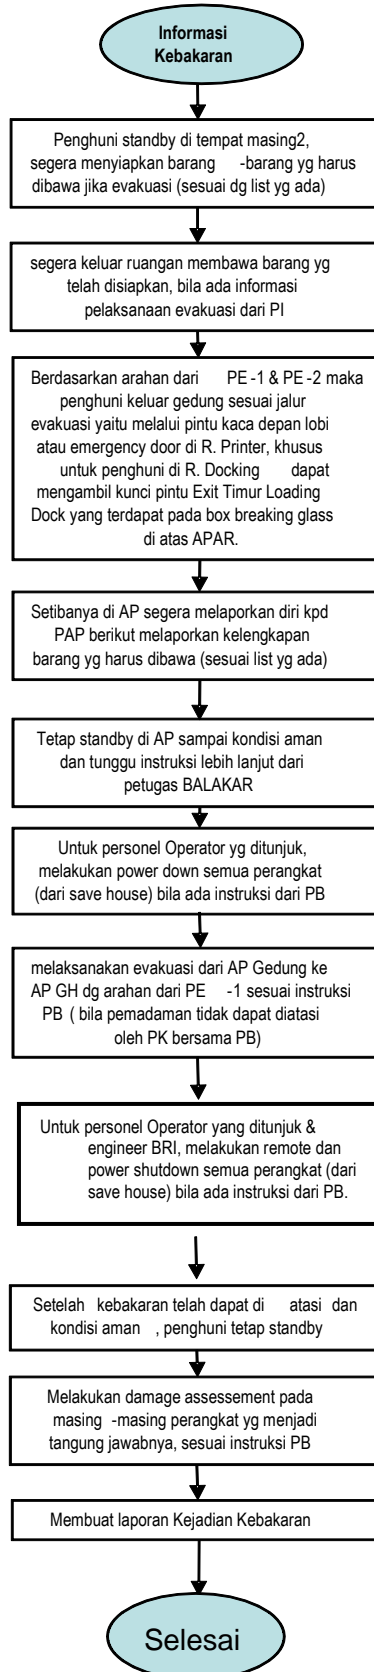 Informasi
Kebakaran
Penghuni standby di tempat masing2,
segera menyiapkan barang -barang yg harus
dibawa jika evakuasi (sesuai dg list yg ada)
segera keluar ruangan membawa barang yg
telah disiapkan, bila ada informasi
pelaksanaan evakuasi dari PI
Berdasarkan arahan dari PE -1 & PE -2 maka
penghuni keluar gedung sesuai jalur
evakuasi yaitu melalui pintu kaca depan lobi
atau emergency door di R. Printer, khusus
untuk penghuni di R. Docking dapat
mengambil kunci pintu Exit Timur Loading
Dock yang terdapat pada box breaking glass
di atas APAR.
Setibanya di AP segera melaporkan diri kpd
PAP berikut melaporkan kelengkapan
barang yg harus dibawa (sesuai list yg ada)
Tetap standby di AP sampai kondisi aman
dan tunggu instruksi lebih lanjut dari
petugas BALAKAR
Untuk personel Operator yg ditunjuk,
melakukan power down semua perangkat
(dari save house) bila ada instruksi dari PB
melaksanakan evakuasi dari AP Gedung ke
AP GH dg arahan dari PE -1 sesuai instruksi
PB ( bila pemadaman tidak dapat diatasi
oleh PK bersama PB)
Untuk personel Operator yang ditunjuk &
engineer BRI, melakukan remote dan
power shutdown semua perangkat (dari
save house) bila ada instruksi dari PB.
Setelah kebakaran telah dapat di atasi dan
kondisi aman , penghuni tetap standby
Melakukan damage assessement pada
masing -masing perangkat yg menjadi
tangung jawabnya, sesuai instruksi PB
Membuat laporan Kejadian Kebakaran
Selesai